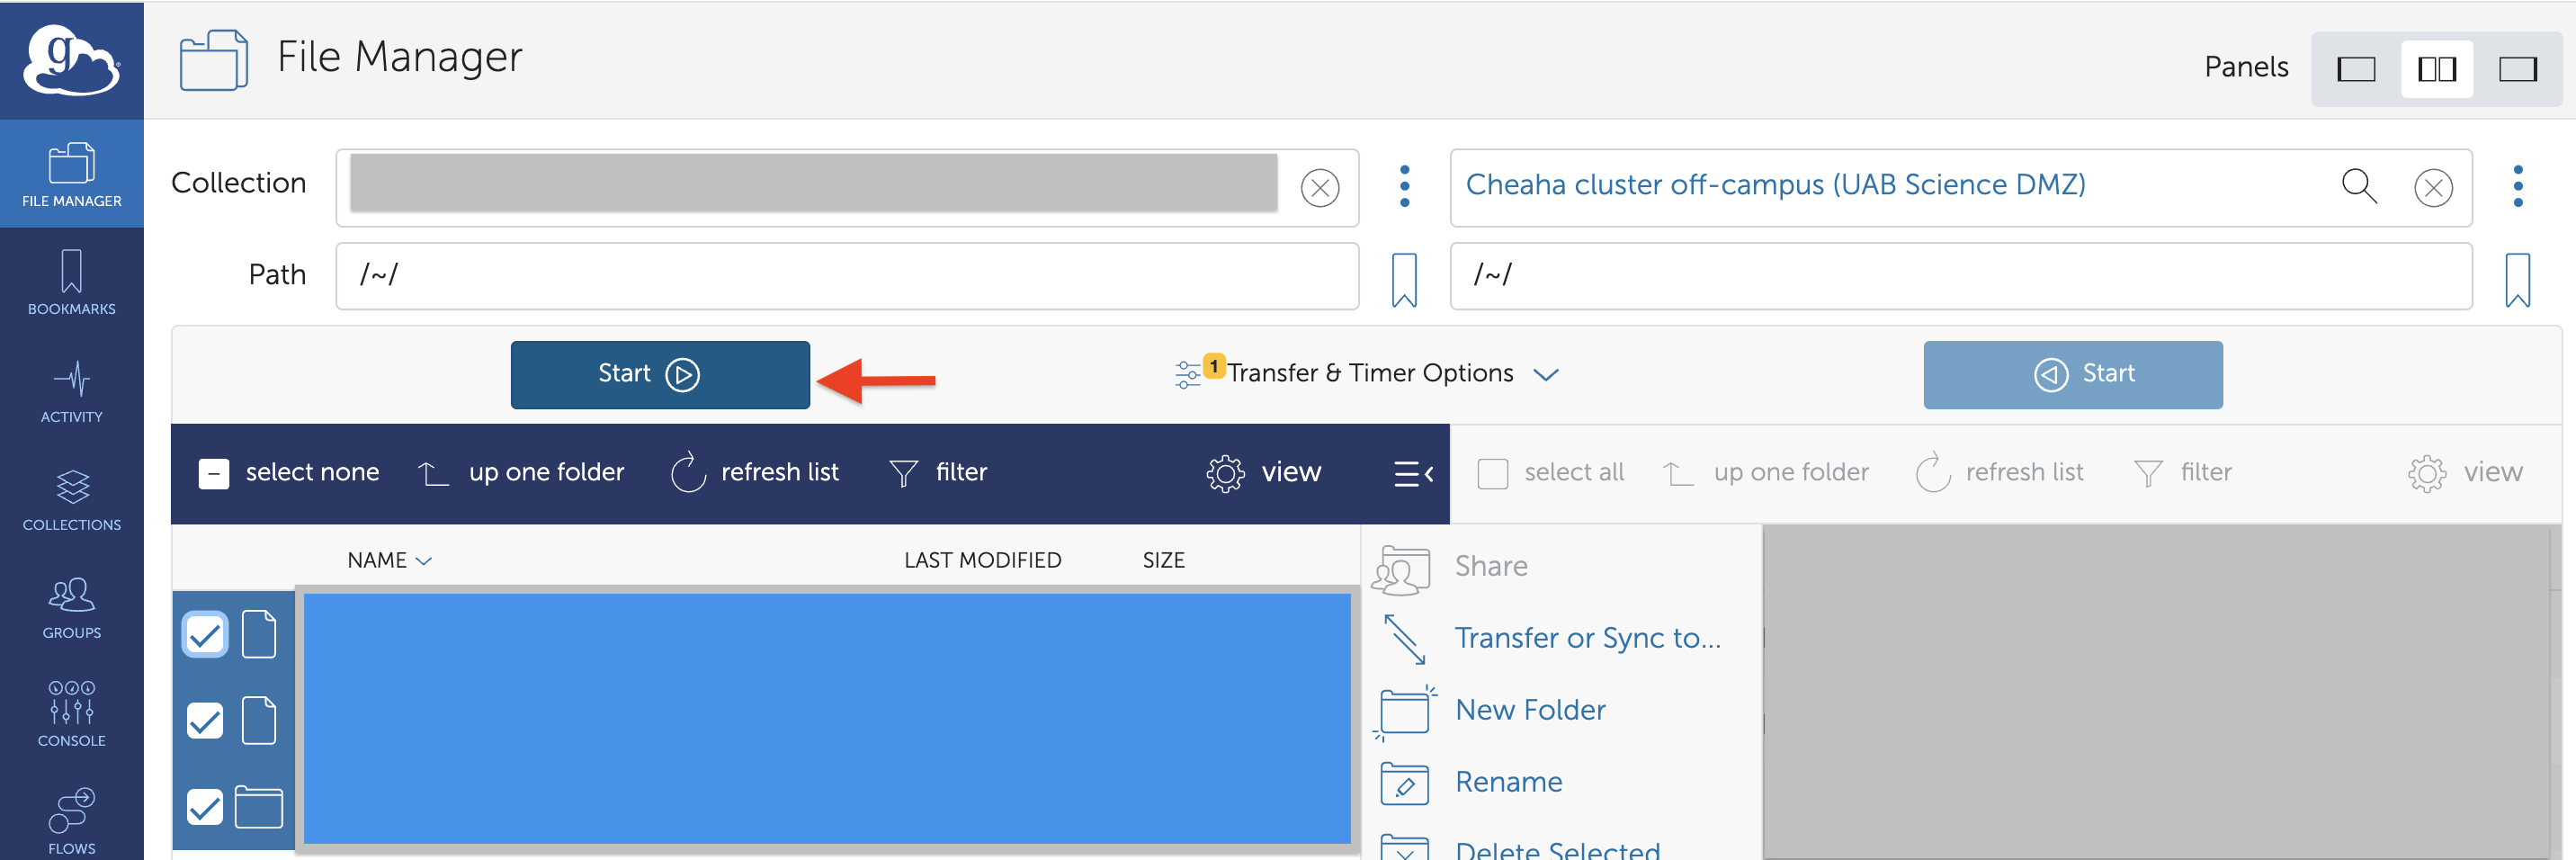 g
File Manager
Panels
FILE MANAGER
Collection
Cheaha cluster off-campus (UAB Science DMZ)
Path
/~/
/~/
BOOKMARKS
Start
1
Transfer & Timer Options
Start
ACTIVITY
select none
up one folder
refresh list
filter
view
select all
up one folder
refresh list
filter
view
COLLECTIONS
NAME
LAST MODIFIED
SIZE
Share
GROUPS
Transfer or Sync to...
New Folder
CONSOLE
Rename
FLOWS
Delete Selected